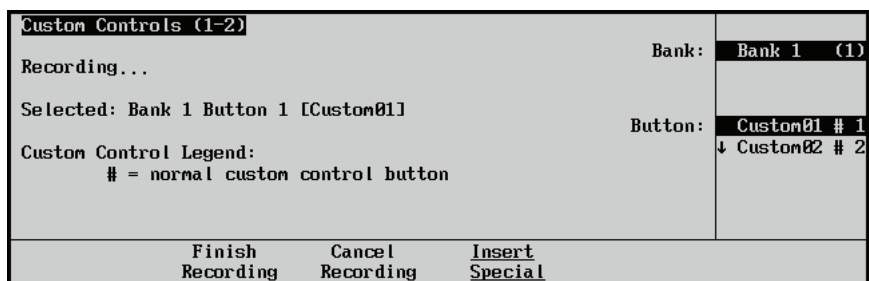 Custom Controls (1-2)
Bank: Bank 1 (1)
Recording...
Selected: Bank 1 Button 1 [Custom01]
Button: Custom01 # 1
↓ Custom02 # 2
Custom Control Legend:
# = normal custom control button
Finish Recording
Cancel Recording
Insert Special